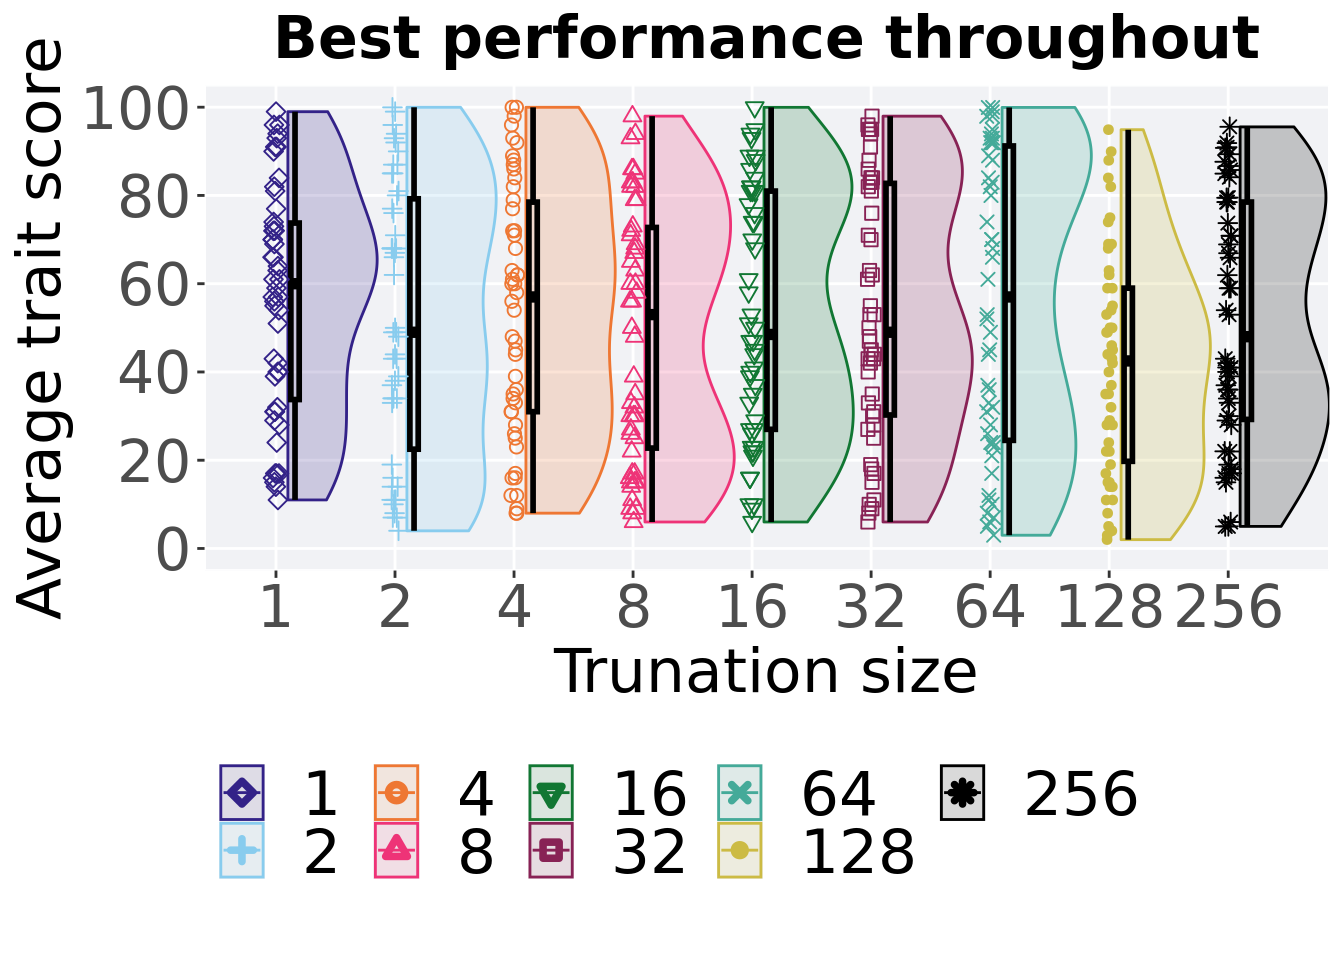 Best performance throughout
Average trait score
100
80
60
40
20
0
1 2 4 8 16 32 64 128 256
Trunation size
1 4 16 64 256
2 8 32 128